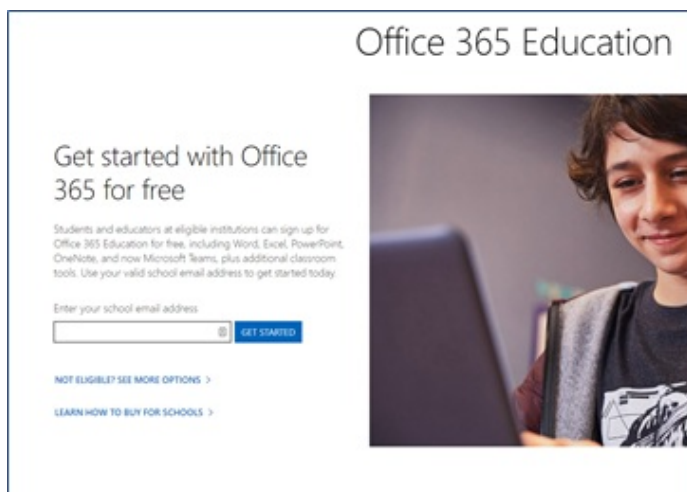 Office 365 Education
Get started with Office
365 for free
Students and educators at eligible institutions can sign up for
Office 365 Education for free, including Word, Excel, PowerPoint,
OneNote, and now Microsoft Teams, plus additional classroom
tools. Use your valid school email address to get started today.
Enter your school email address
GET STARTED
NOT ELIGIBLE? SEE MORE OPTIONS >
LEARN HOW TO BUY FOR SCHOOLS >